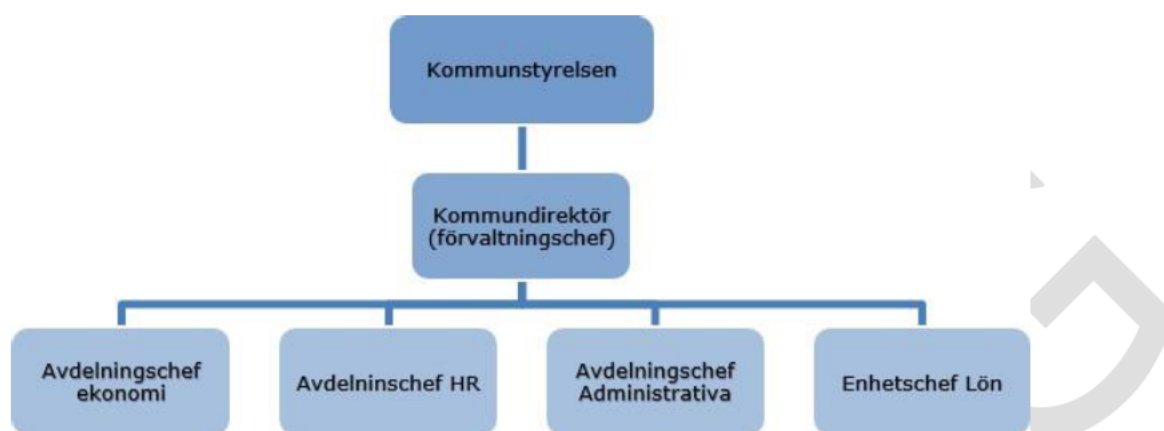 Kommunstyrelsen
Kommundirektör
(förvaltningschef)
Avdelningschef
ekonomi
Avdelninschef HR
Avdelningschef
Administrativa
Enhetschef Lön